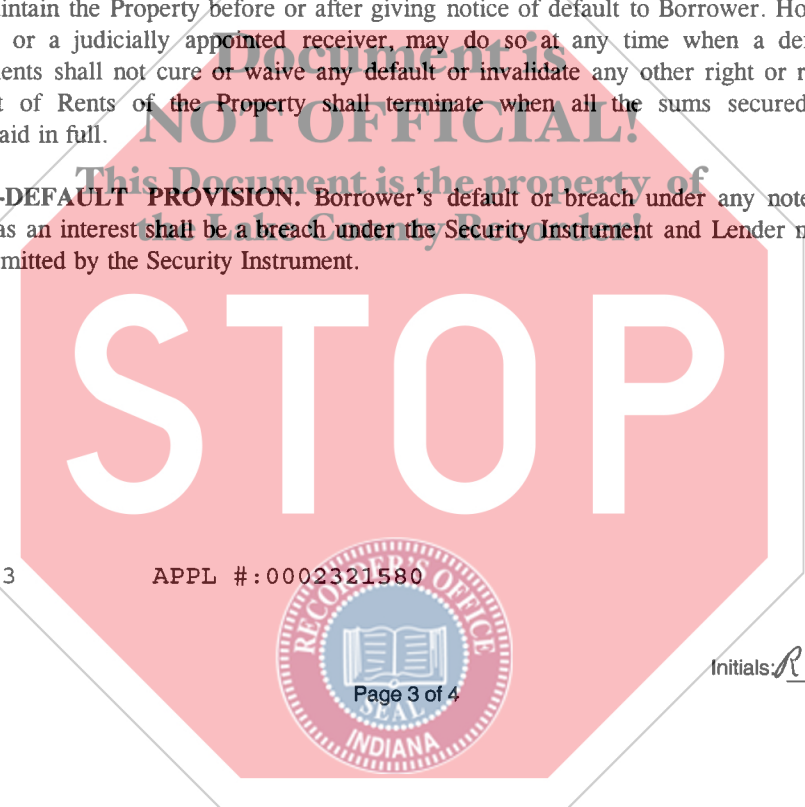 intain the Property before or after giving notice of default to Borrower. Ho
or a judicially appointed receiver, may do so at any time when a de
ents shall not cure or waive any default or invalidate any other right or r
t of Rents of the Property shall terminate when all the sums secured
aid in full.
-DEFAULT PROVISION. Borrower's default or breach under any note
as an interest shall be a breach under the Security Instrument and Lender
mitted by the Security Instrument.
Document is
NOT OFFICIAL!
This Document is the property of
the Lake County Recorder!
STOP
3 APPL #:0002321580
RECORDER'S OFFICE
Initials: R
Page 3 of 4
SEAL
INDIANA